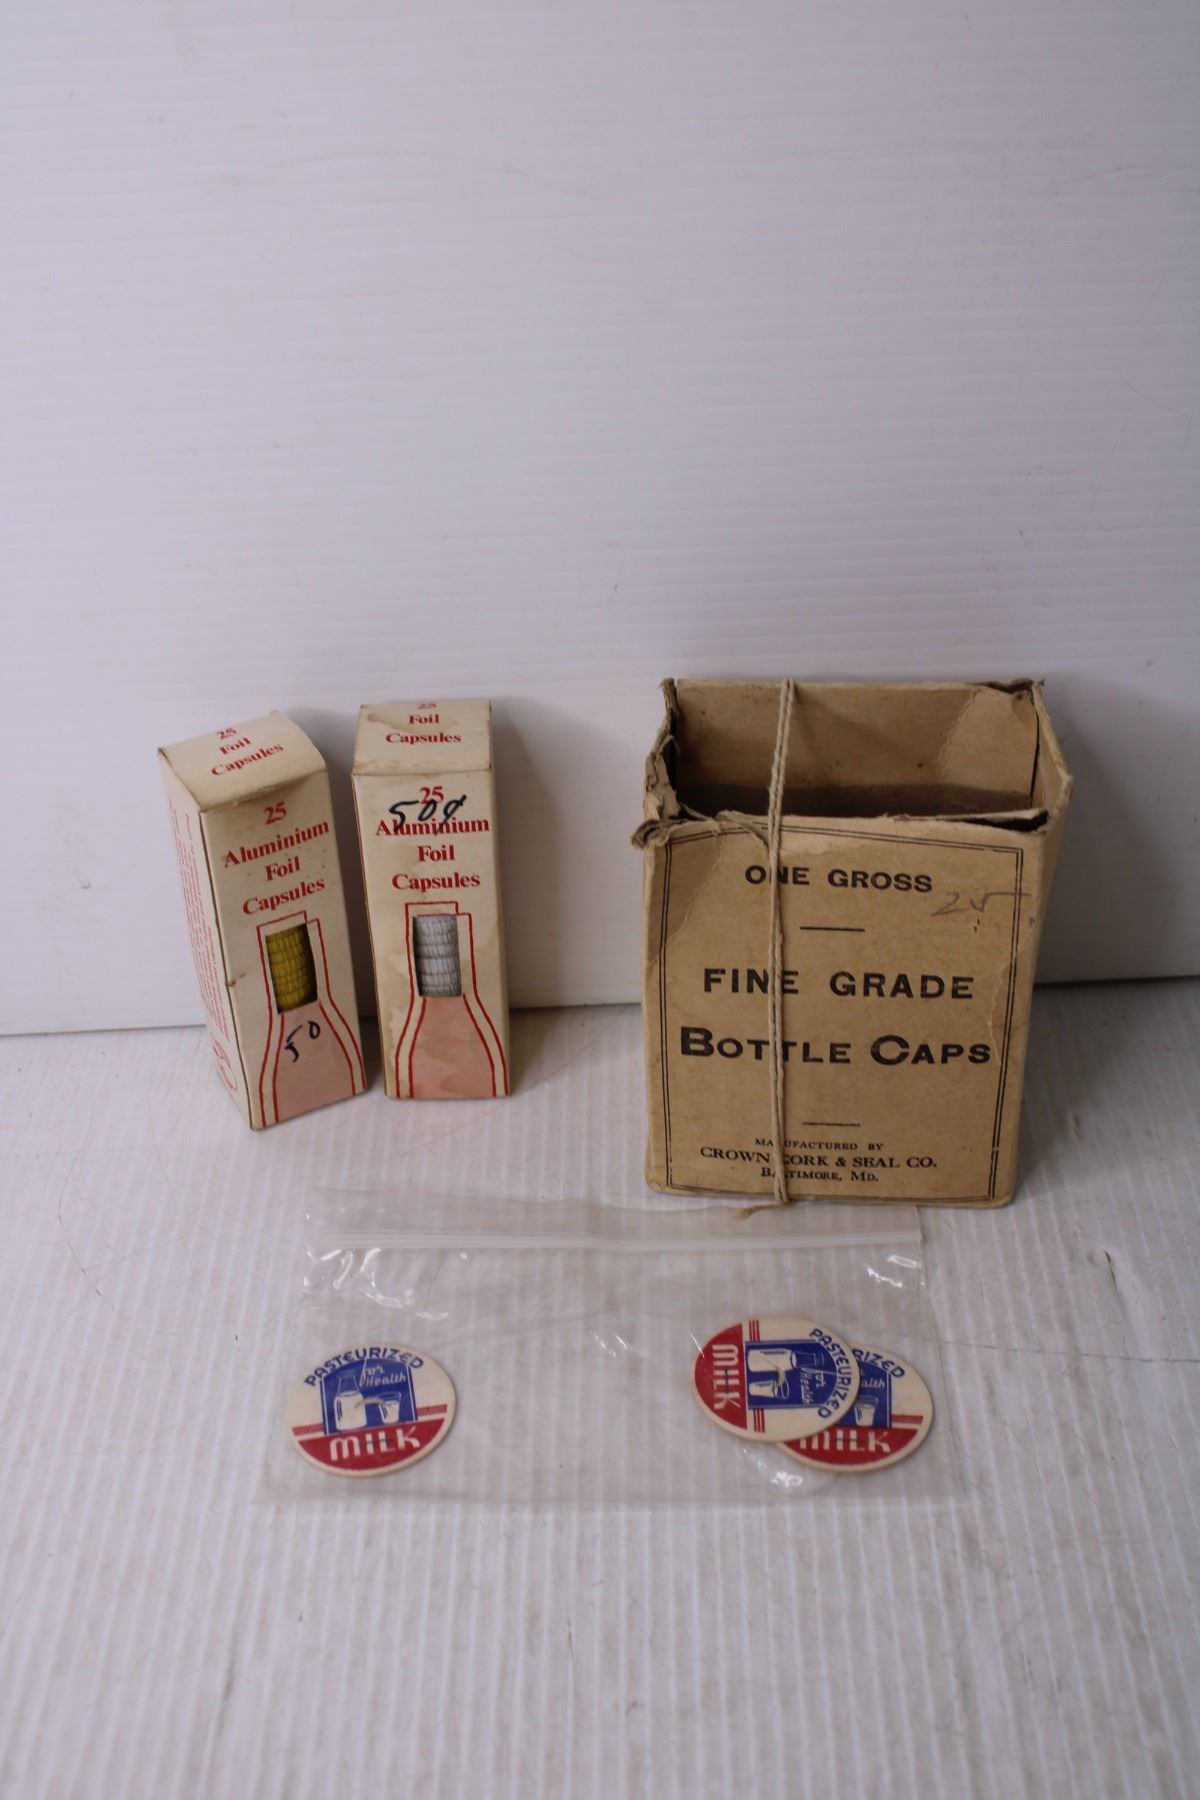 25
Foil
Capsules
25
Aluminium
Foil
Capsules
50
25
Foil
Capsules
25
50¢
Aluminium
Foil
Capsules
ONE GROSS
25
FINE GRADE
BOTTLE CAPS
MANUFACTURED BY
CROWN CORK & SEAL CO.
BALTIMORE, MD.
PASTEURIZED
for
Health
MILK
PASTEURIZED
for
Health
MILK
RIZED
alth
MILK